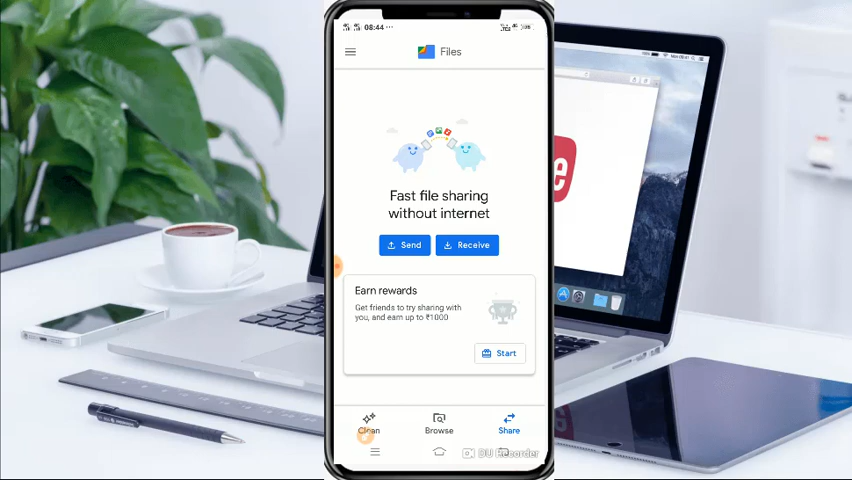 08:44 ...
Files
Fast file sharing
without internet
Send
Receive
Earn rewards
Get friends to try sharing with
you, and earn up to ₹1000
Start
Clean
Browse
Share
DU Recorder